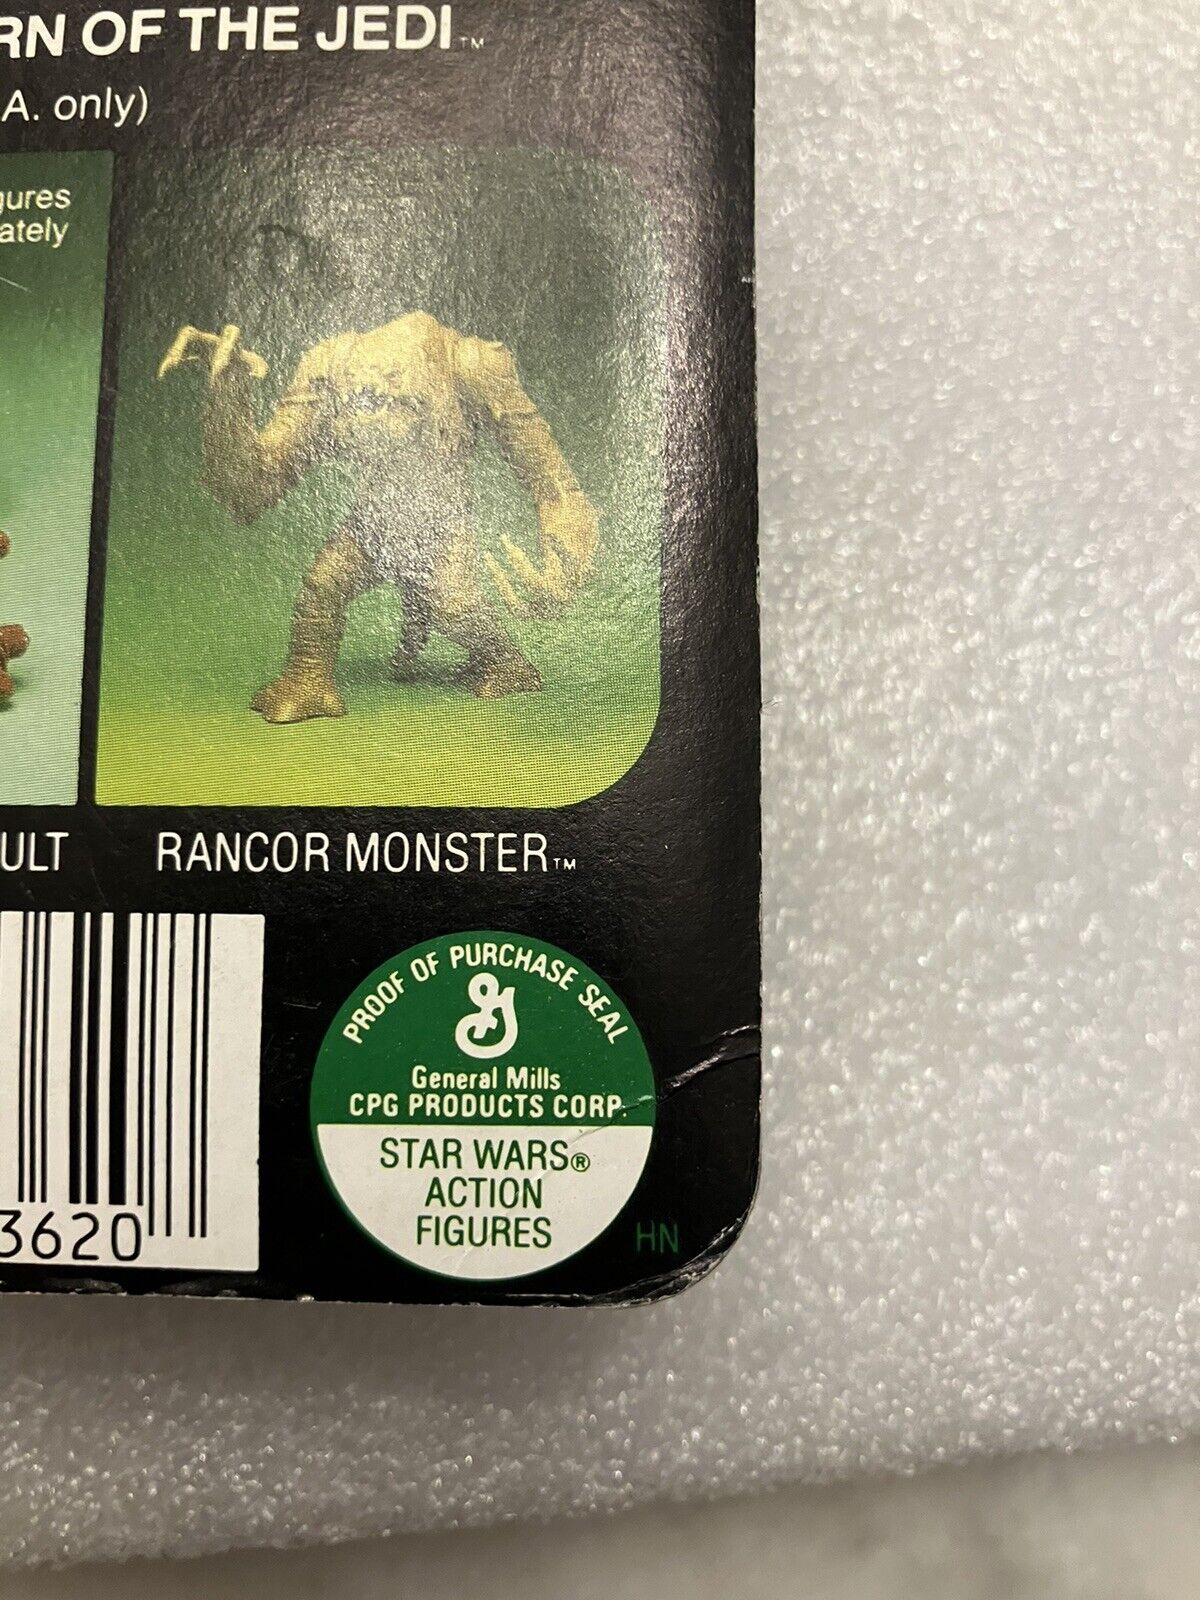 RN OF THE JEDI™
.A. only)
gures
ately
ULT
RANCOR MONSTER™
3620
PROOF OF PURCHASE SEAL
G
General Mills
CPG PRODUCTS CORP.
STAR WARS®
ACTION
FIGURES
HN